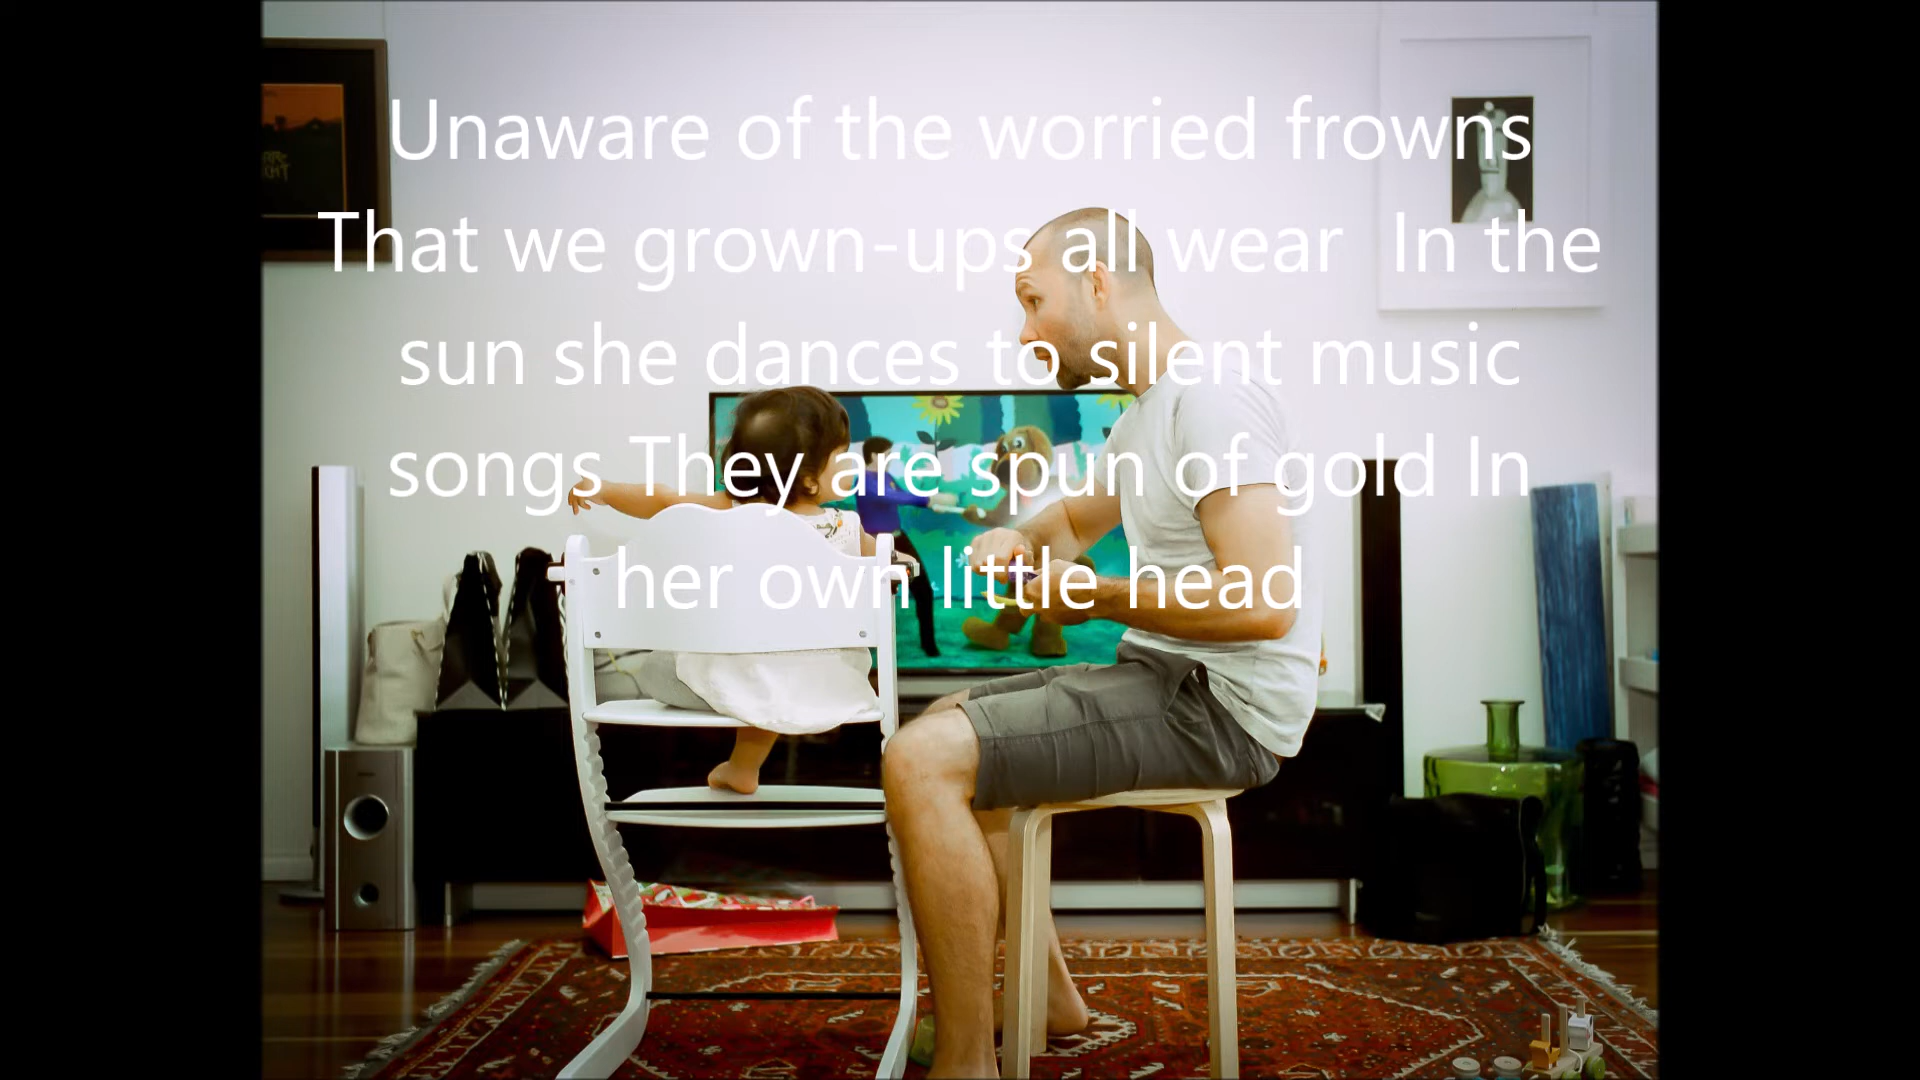 Unaware of the worried frowns
That we grown-ups all wear  In the
sun she dances to silent music
songs They are spun of gold In
her own little head